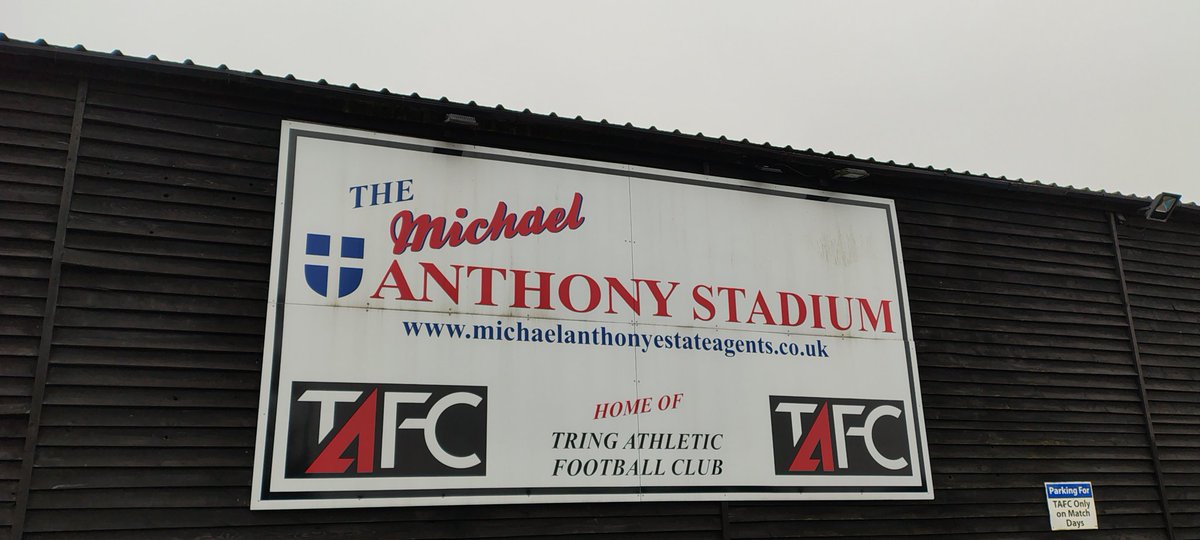 THE
Michael
ANTHONY STADIUM
www.michaelanthonyestateagents.co.uk
TAFC
HOME OF
TRING ATHLETIC
FOOTBALL CLUB
TAFC
Parking For
TAFC Only
on Match
Days